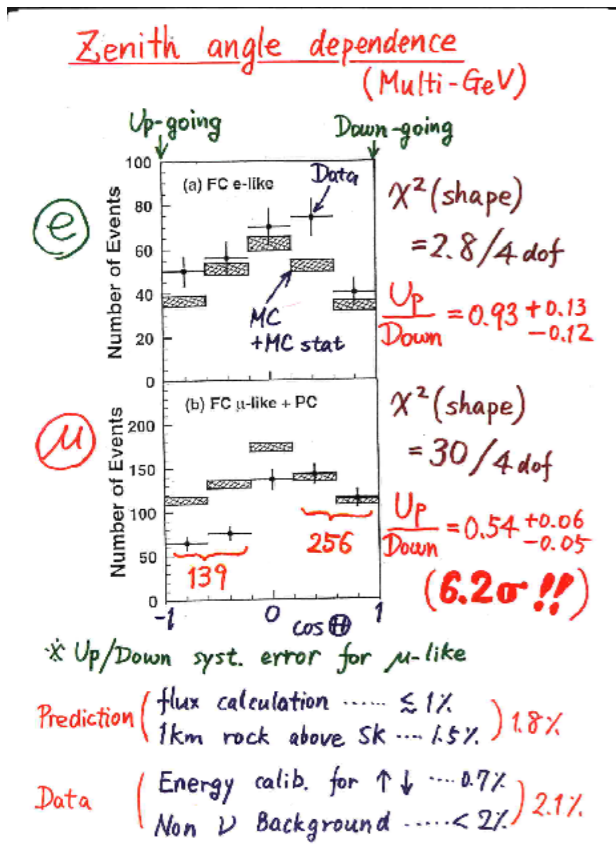 Zenith angle dependence
(Multi-GeV)
Up-going
Down-going
e
Number of Events
100
80
60
40
20
0
(a) FC e-like
Data
MC
+MC stat
χ²(shape)
=2.8/4 dof
Up/Down = 0.93 +0.13 -0.12
μ
Number of Events
200
150
100
50
0
(b) FC μ-like + PC
139
256
-1 0 1
cos Θ
χ²(shape)
=30/4 dof
Up/Down = 0.54 +0.06 -0.05
(6.2σ!!)
※ Up/Down syst. error for μ-like
Prediction ( flux calculation ...... ≲ 1%
1km rock above SK .... 1.5% ) 1.8%
Data ( Energy calib. for ↑↓ .... 0.7%
Non ν Background ...... < 2% ) 2.1%